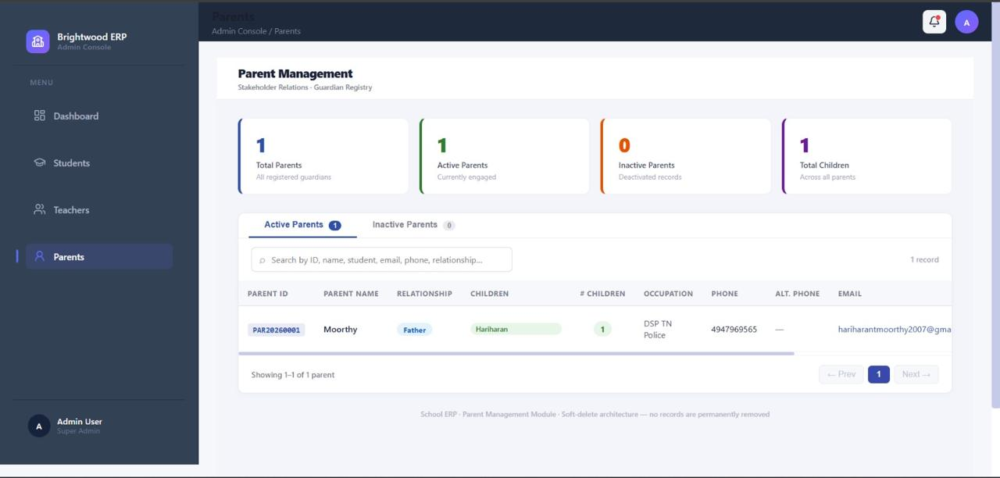 Brightwood ERP
Admin Console
MENU
Dashboard
Students
Teachers
Parents
A
Admin User
Super Admin
Parents
Admin Console / Parents
A
Parent Management
Stakeholder Relations · Guardian Registry
1
Total Parents
All registered guardians
1
Active Parents
Currently engaged
0
Inactive Parents
Deactivated records
1
Total Children
Across all parents
Active Parents 1 Inactive Parents 0
Search by ID, name, student, email, phone, relationship... 1 record
PARENT ID PARENT NAME RELATIONSHIP CHILDREN # CHILDREN OCCUPATION PHONE ALT. PHONE EMAIL
PAR20260001 Moorthy Father Hariharan 1 DSP TN Police 4947969565 — hariharantmoorthy2007@gma
Showing 1–1 of 1 parent ← Prev 1 Next →
School ERP · Parent Management Module · Soft-delete architecture — no records are permanently removed